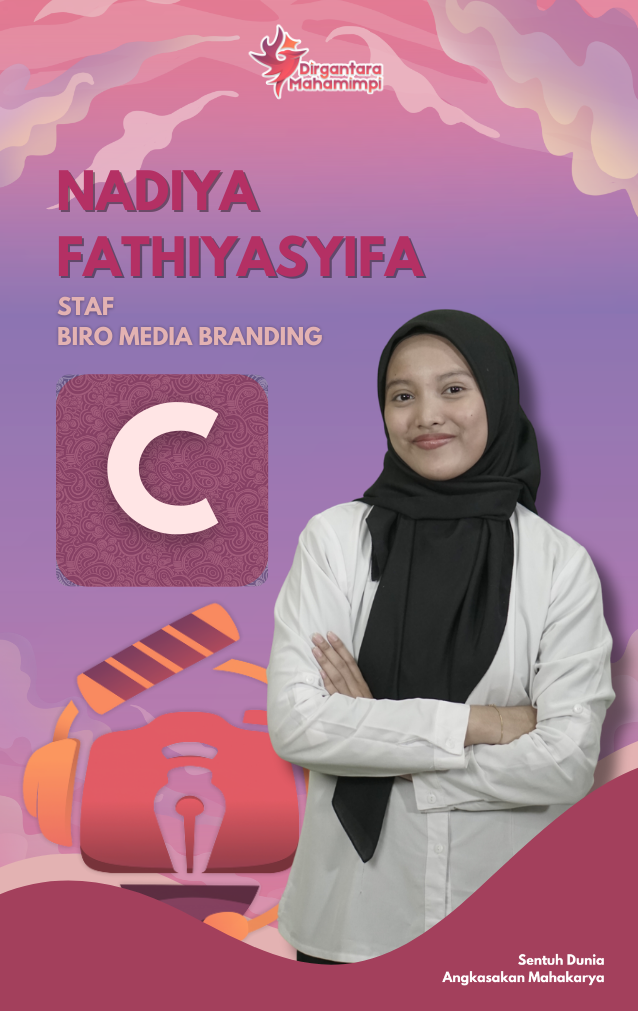 Dirgantara
Mahamimpi
NADIYA
FATHIYASYIFA
STAF
BIRO MEDIA BRANDING
C
Sentuh Dunia
Angkasakan Mahakarya